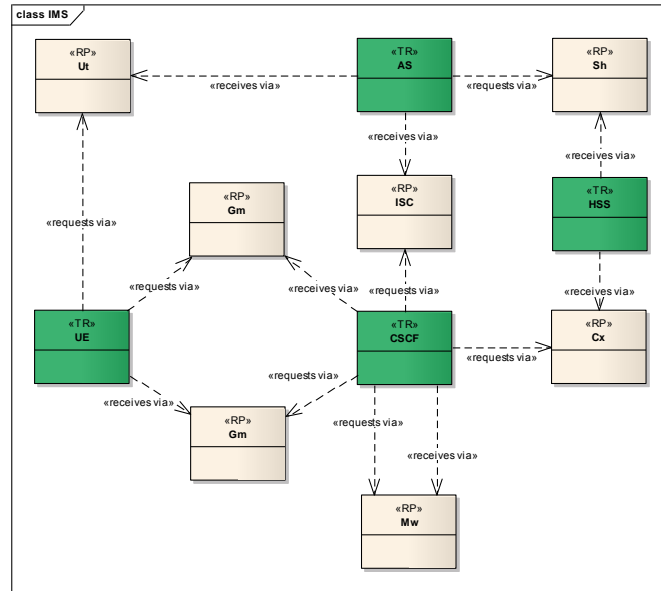 class IMS
«RP»
Ut
«TR»
AS
«RP»
Sh
«receives via»
«requests via»
«receives via»
«receives via»
«RP»
Gm
«RP»
ISC
«TR»
HSS
«requests via»
«requests via»
«receives via»
«requests via»
«receives via»
«TR»
UE
«TR»
CSCF
«RP»
Cx
«requests via»
«receives via»
«requests via»
«RP»
Gm
«requests via»
«receives via»
«RP»
Mw